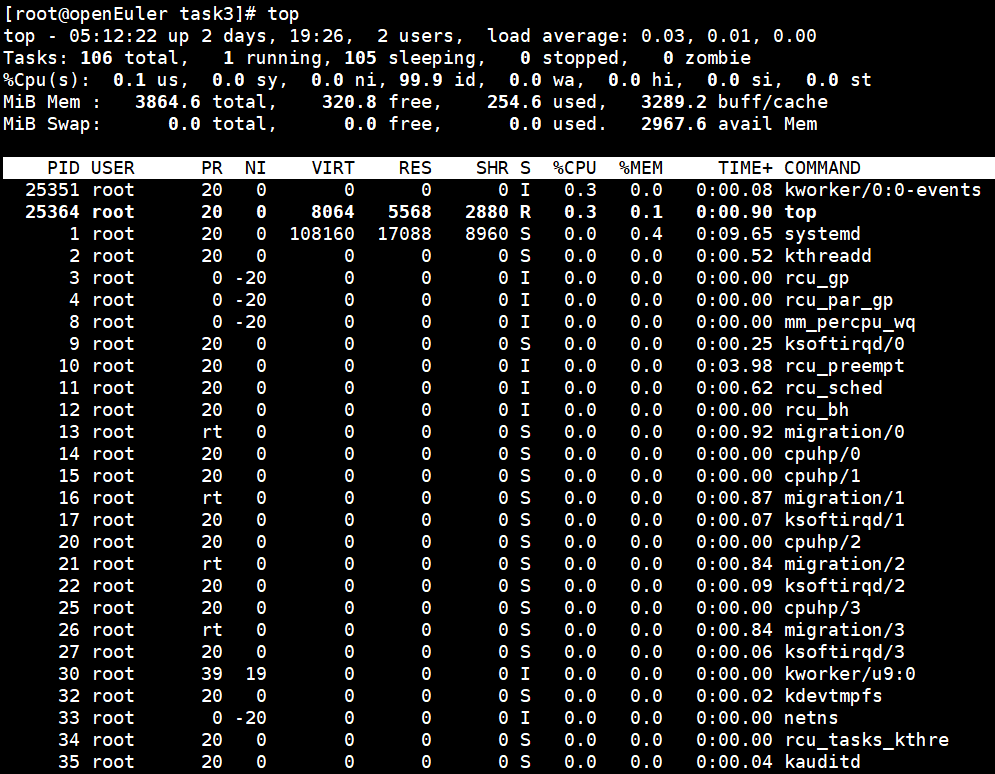 [root@openEuler task3]# top
top - 05:12:22 up 2 days, 19:26,  2 users,  load average: 0.03, 0.01, 0.00
Tasks: 106 total,   1 running, 105 sleeping,   0 stopped,   0 zombie
%Cpu(s):  0.1 us,  0.0 sy,  0.0 ni, 99.9 id,  0.0 wa,  0.0 hi,  0.0 si,  0.0 st
MiB Mem :   3864.6 total,    320.8 free,    254.6 used,   3289.2 buff/cache
MiB Swap:      0.0 total,      0.0 free,      0.0 used.   2967.6 avail Mem
PID USER      PR  NI    VIRT    RES    SHR S  %CPU  %MEM     TIME+ COMMAND
25351 root      20   0       0      0      0 I   0.3   0.0   0:00.08 kworker/0:0-events
25364 root      20   0    8064   5568   2880 R   0.3   0.1   0:00.90 top
1 root      20   0  108160  17088   8960 S   0.0   0.4   0:09.65 systemd
2 root      20   0       0      0      0 S   0.0   0.0   0:00.52 kthreadd
3 root       0 -20       0      0      0 I   0.0   0.0   0:00.00 rcu_gp
4 root       0 -20       0      0      0 I   0.0   0.0   0:00.00 rcu_par_gp
8 root       0 -20       0      0      0 I   0.0   0.0   0:00.00 mm_percpu_wq
9 root      20   0       0      0      0 S   0.0   0.0   0:00.25 ksoftirqd/0
10 root      20   0       0      0      0 I   0.0   0.0   0:03.98 rcu_preempt
11 root      20   0       0      0      0 I   0.0   0.0   0:00.62 rcu_sched
12 root      20   0       0      0      0 I   0.0   0.0   0:00.00 rcu_bh
13 root      rt   0       0      0      0 S   0.0   0.0   0:00.92 migration/0
14 root      20   0       0      0      0 S   0.0   0.0   0:00.00 cpuhp/0
15 root      20   0       0      0      0 S   0.0   0.0   0:00.00 cpuhp/1
16 root      rt   0       0      0      0 S   0.0   0.0   0:00.87 migration/1
17 root      20   0       0      0      0 S   0.0   0.0   0:00.07 ksoftirqd/1
20 root      20   0       0      0      0 S   0.0   0.0   0:00.00 cpuhp/2
21 root      rt   0       0      0      0 S   0.0   0.0   0:00.84 migration/2
22 root      20   0       0      0      0 S   0.0   0.0   0:00.09 ksoftirqd/2
25 root      20   0       0      0      0 S   0.0   0.0   0:00.00 cpuhp/3
26 root      rt   0       0      0      0 S   0.0   0.0   0:00.84 migration/3
27 root      20   0       0      0      0 S   0.0   0.0   0:00.06 ksoftirqd/3
30 root      39  19       0      0      0 I   0.0   0.0   0:00.00 kworker/u9:0
32 root      20   0       0      0      0 S   0.0   0.0   0:00.02 kdevtmpfs
33 root       0 -20       0      0      0 I   0.0   0.0   0:00.00 netns
34 root      20   0       0      0      0 S   0.0   0.0   0:00.00 rcu_tasks_kthre
35 root      20   0       0      0      0 S   0.0   0.0   0:00.04 kauditd